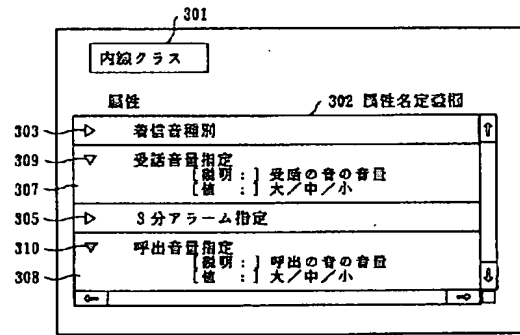 301
内線クラス
属性
302 属性名定義欄
303 着信音種別
309 受話音量指定
[説明:] 受話の音の音量
307
[値 :] 大/中/小
305 3分アラーム指定
310 呼出音量指定
[説明:] 呼出の音の音量
308
[値 :] 大/中/小